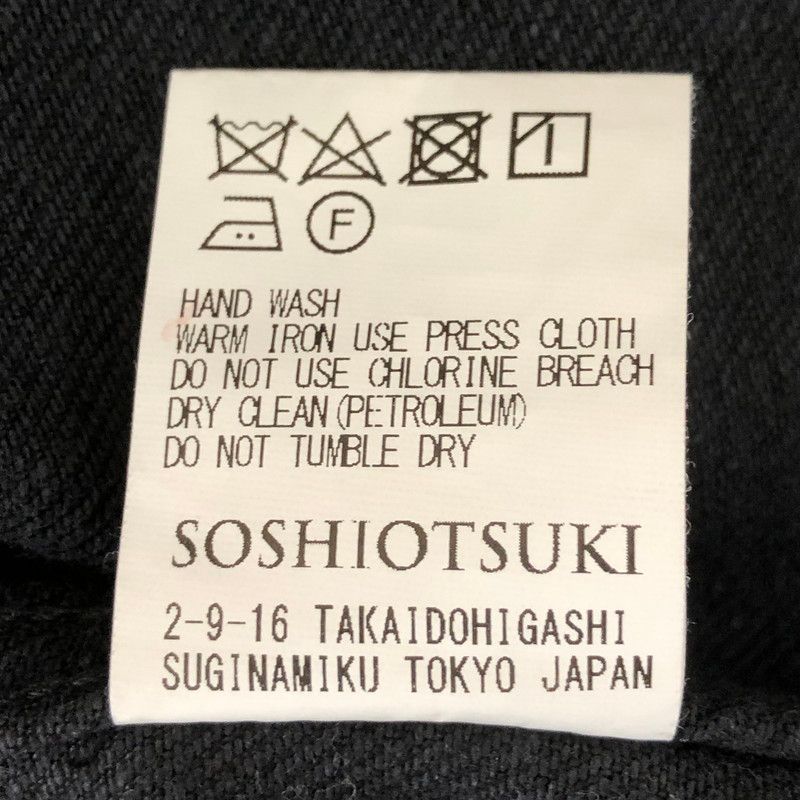 F
HAND WASH
WARM IRON USE PRESS CLOTH
DO NOT USE CHLORINE BREACH
DRY CLEAN(PETROLEUM)
DO NOT TUMBLE DRY
SOSHIOTSUKI
2-9-16 TAKAIDOHIGASHI
SUGINAMIKU TOKYO JAPAN